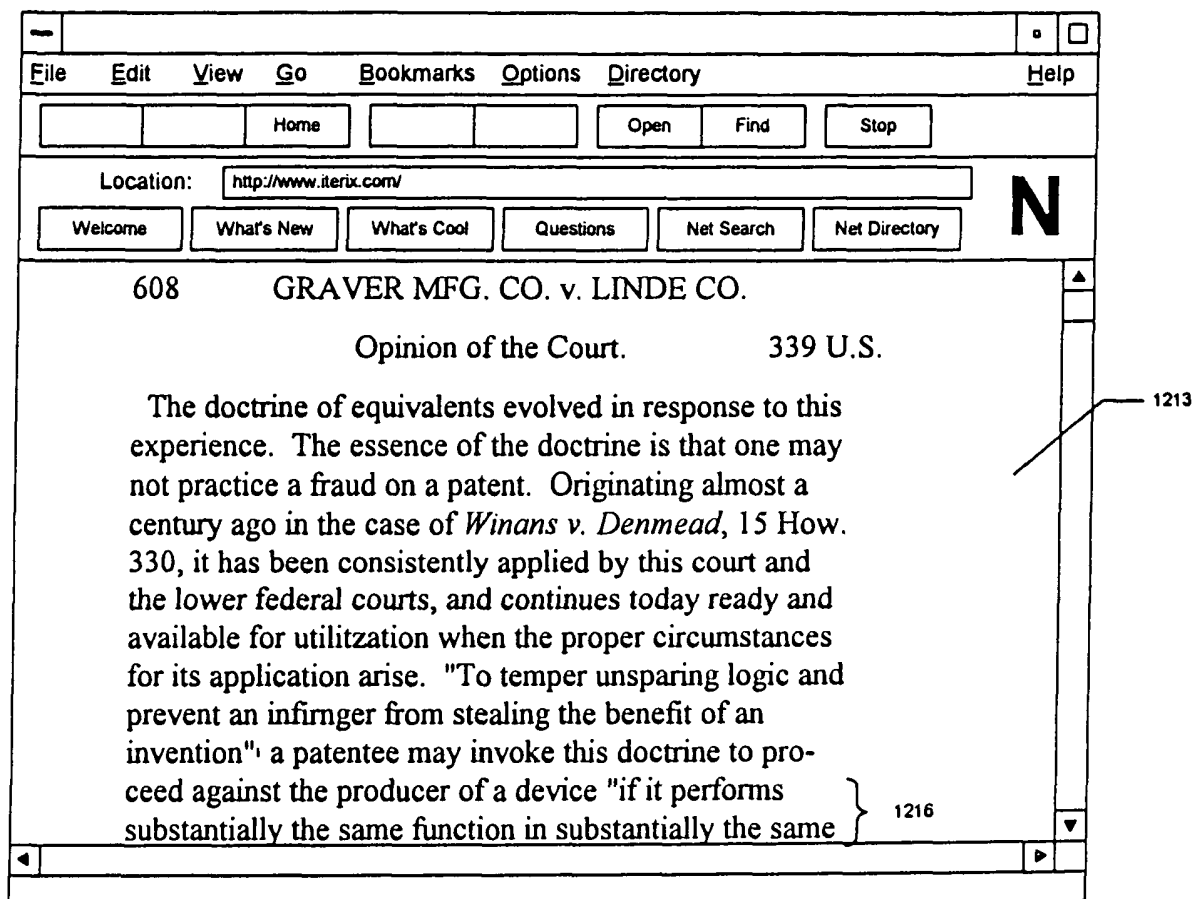 File Edit View Go Bookmarks Options Directory Help
Home Open Find Stop
Location: http://www.iterix.com/
N
Welcome What's New What's Cool Questions Net Search Net Directory
608 GRAVER MFG. CO. v. LINDE CO.
Opinion of the Court. 339 U.S.
The doctrine of equivalents evolved in response to this
experience. The essence of the doctrine is that one may
not practice a fraud on a patent. Originating almost a
century ago in the case of Winans v. Denmead, 15 How.
330, it has been consistently applied by this court and
the lower federal courts, and continues today ready and
available for utilitzation when the proper circumstances
for its application arise. "To temper unsparing logic and
prevent an infirnger from stealing the benefit of an
invention"¹ a patentee may invoke this doctrine to pro-
ceed against the producer of a device "if it performs
substantially the same function in substantially the same
1213
1216